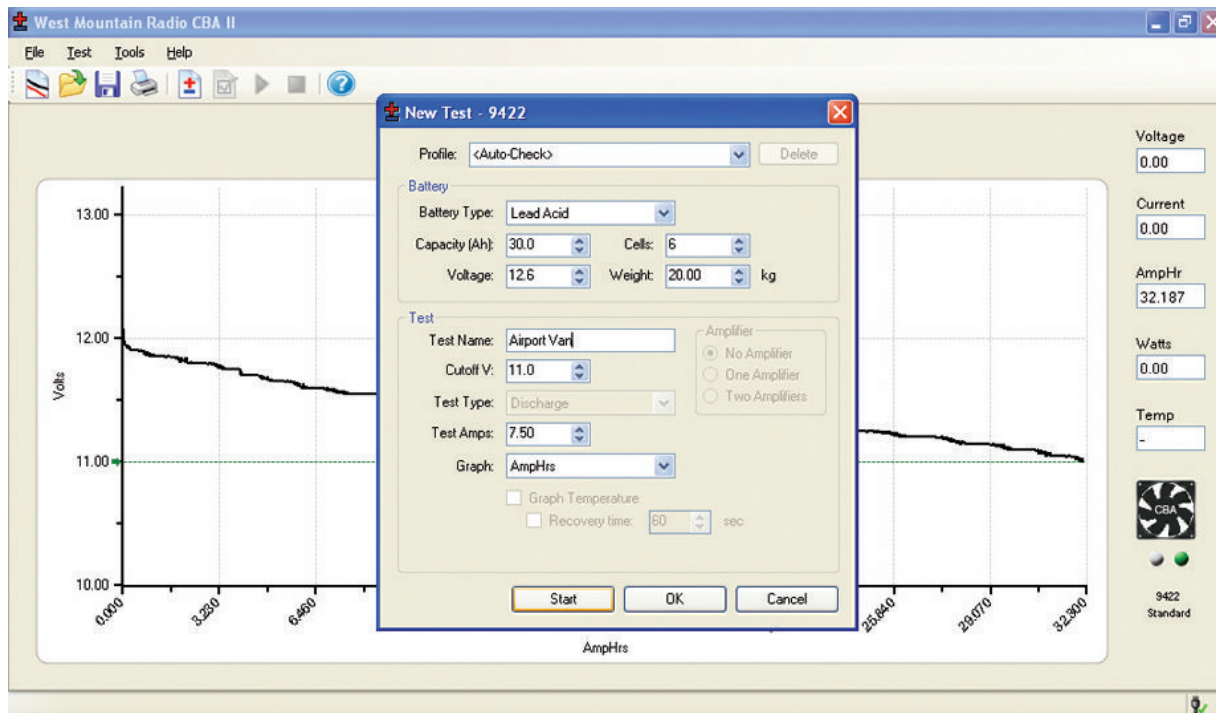 West Mountain Radio CBA II
File Test Tools Help
New Test - 9422
Profile: <Auto-Check> Delete
Battery
Battery Type: Lead Acid
Capacity (Ah): 30.0 Cells: 6
Voltage: 12.6 Weight: 20.00 kg
Test
Test Name: Airport Van
Cutoff V: 11.0
Test Type: Discharge
Test Amps: 7.50
Graph: AmpHrs
Graph Temperature
Recovery time: 60 sec
Amplifier
No Amplifier
One Amplifier
Two Amplifiers
Start OK Cancel
Volts
13.00
12.00
11.00
10.00
0.000 3.230 6.460 25.840 29.070 32.300
AmpHrs
Voltage
0.00
Current
0.00
AmpHr
32.187
Watts
0.00
Temp
-
CBA
9422
Standard